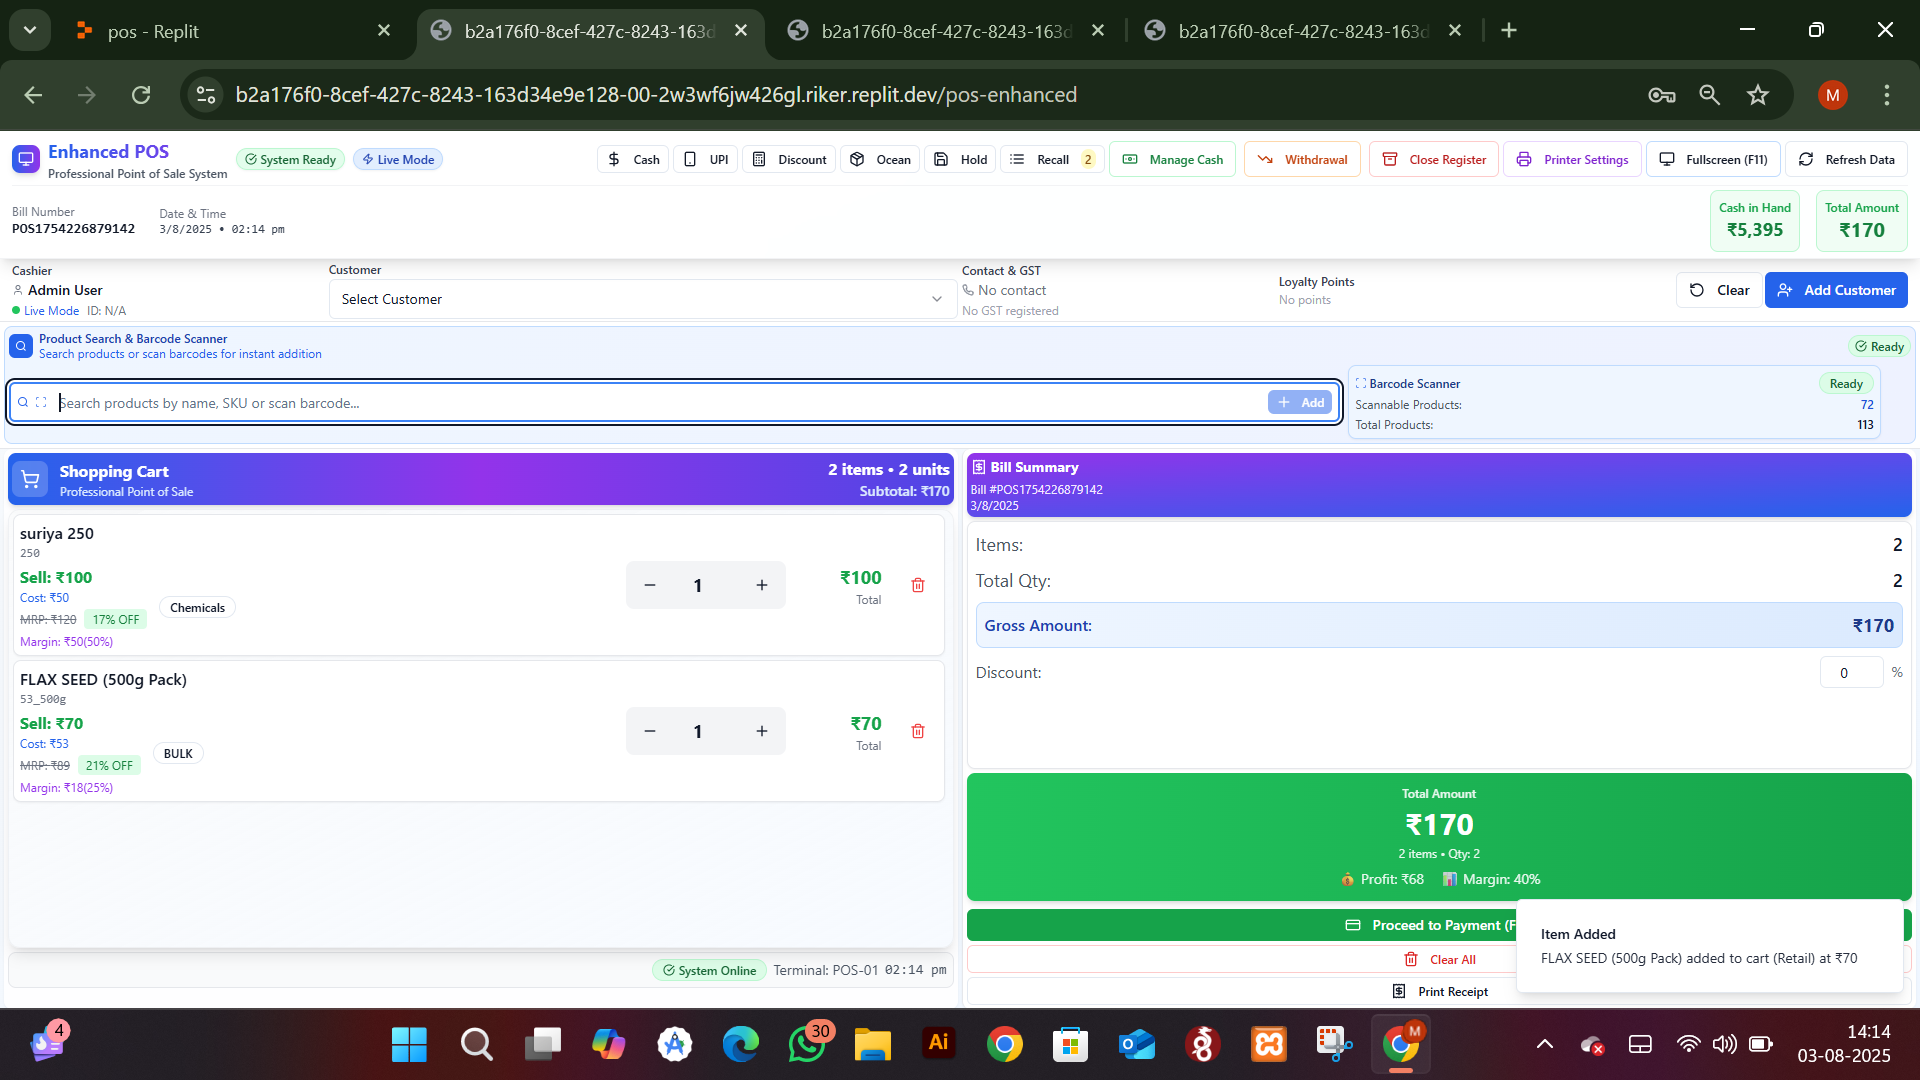 pos - Replit
b2a176f0-8cef-427c-8243-163d
b2a176f0-8cef-427c-8243-163d
b2a176f0-8cef-427c-8243-163d
b2a176f0-8cef-427c-8243-163d34e9e128-00-2w3wf6jw426gl.riker.replit.dev/pos-enhanced
M
Enhanced POS
Professional Point of Sale System
System Ready
Live Mode
Cash
UPI
Discount
Ocean
Hold
Recall 2
Manage Cash
Withdrawal
Close Register
Printer Settings
Fullscreen (F11)
Refresh Data
Bill Number
POS1754226879142
Date & Time
3/8/2025 • 02:14 pm
Cash in Hand
₹5,395
Total Amount
₹170
Cashier
Admin User
Live Mode ID: N/A
Customer
Select Customer
Contact & GST
No contact
No GST registered
Loyalty Points
No points
Clear
Add Customer
Product Search & Barcode Scanner
Search products or scan barcodes for instant addition
Ready
Search products by name, SKU or scan barcode...
Add
Barcode Scanner
Ready
Scannable Products: 72
Total Products: 113
Shopping Cart
Professional Point of Sale
2 items • 2 units
Subtotal: ₹170
suriya 250
250
Sell: ₹100
Cost: ₹50
MRP: ₹120 17% OFF
Chemicals
Margin: ₹50(50%)
1
₹100
Total
FLAX SEED (500g Pack)
53_500g
Sell: ₹70
Cost: ₹53
MRP: ₹89 21% OFF
BULK
Margin: ₹18(25%)
1
₹70
Total
System Online
Terminal: POS-01 02:14 pm
Bill Summary
Bill #POS1754226879142
3/8/2025
Items: 2
Total Qty: 2
Gross Amount: ₹170
Discount: 0 %
Total Amount
₹170
2 items • Qty: 2
Profit: ₹68 Margin: 40%
Proceed to Payment (F
Clear All
Print Receipt
Item Added
FLAX SEED (500g Pack) added to cart (Retail) at ₹70
4
30
Ai
M
14:14
03-08-2025